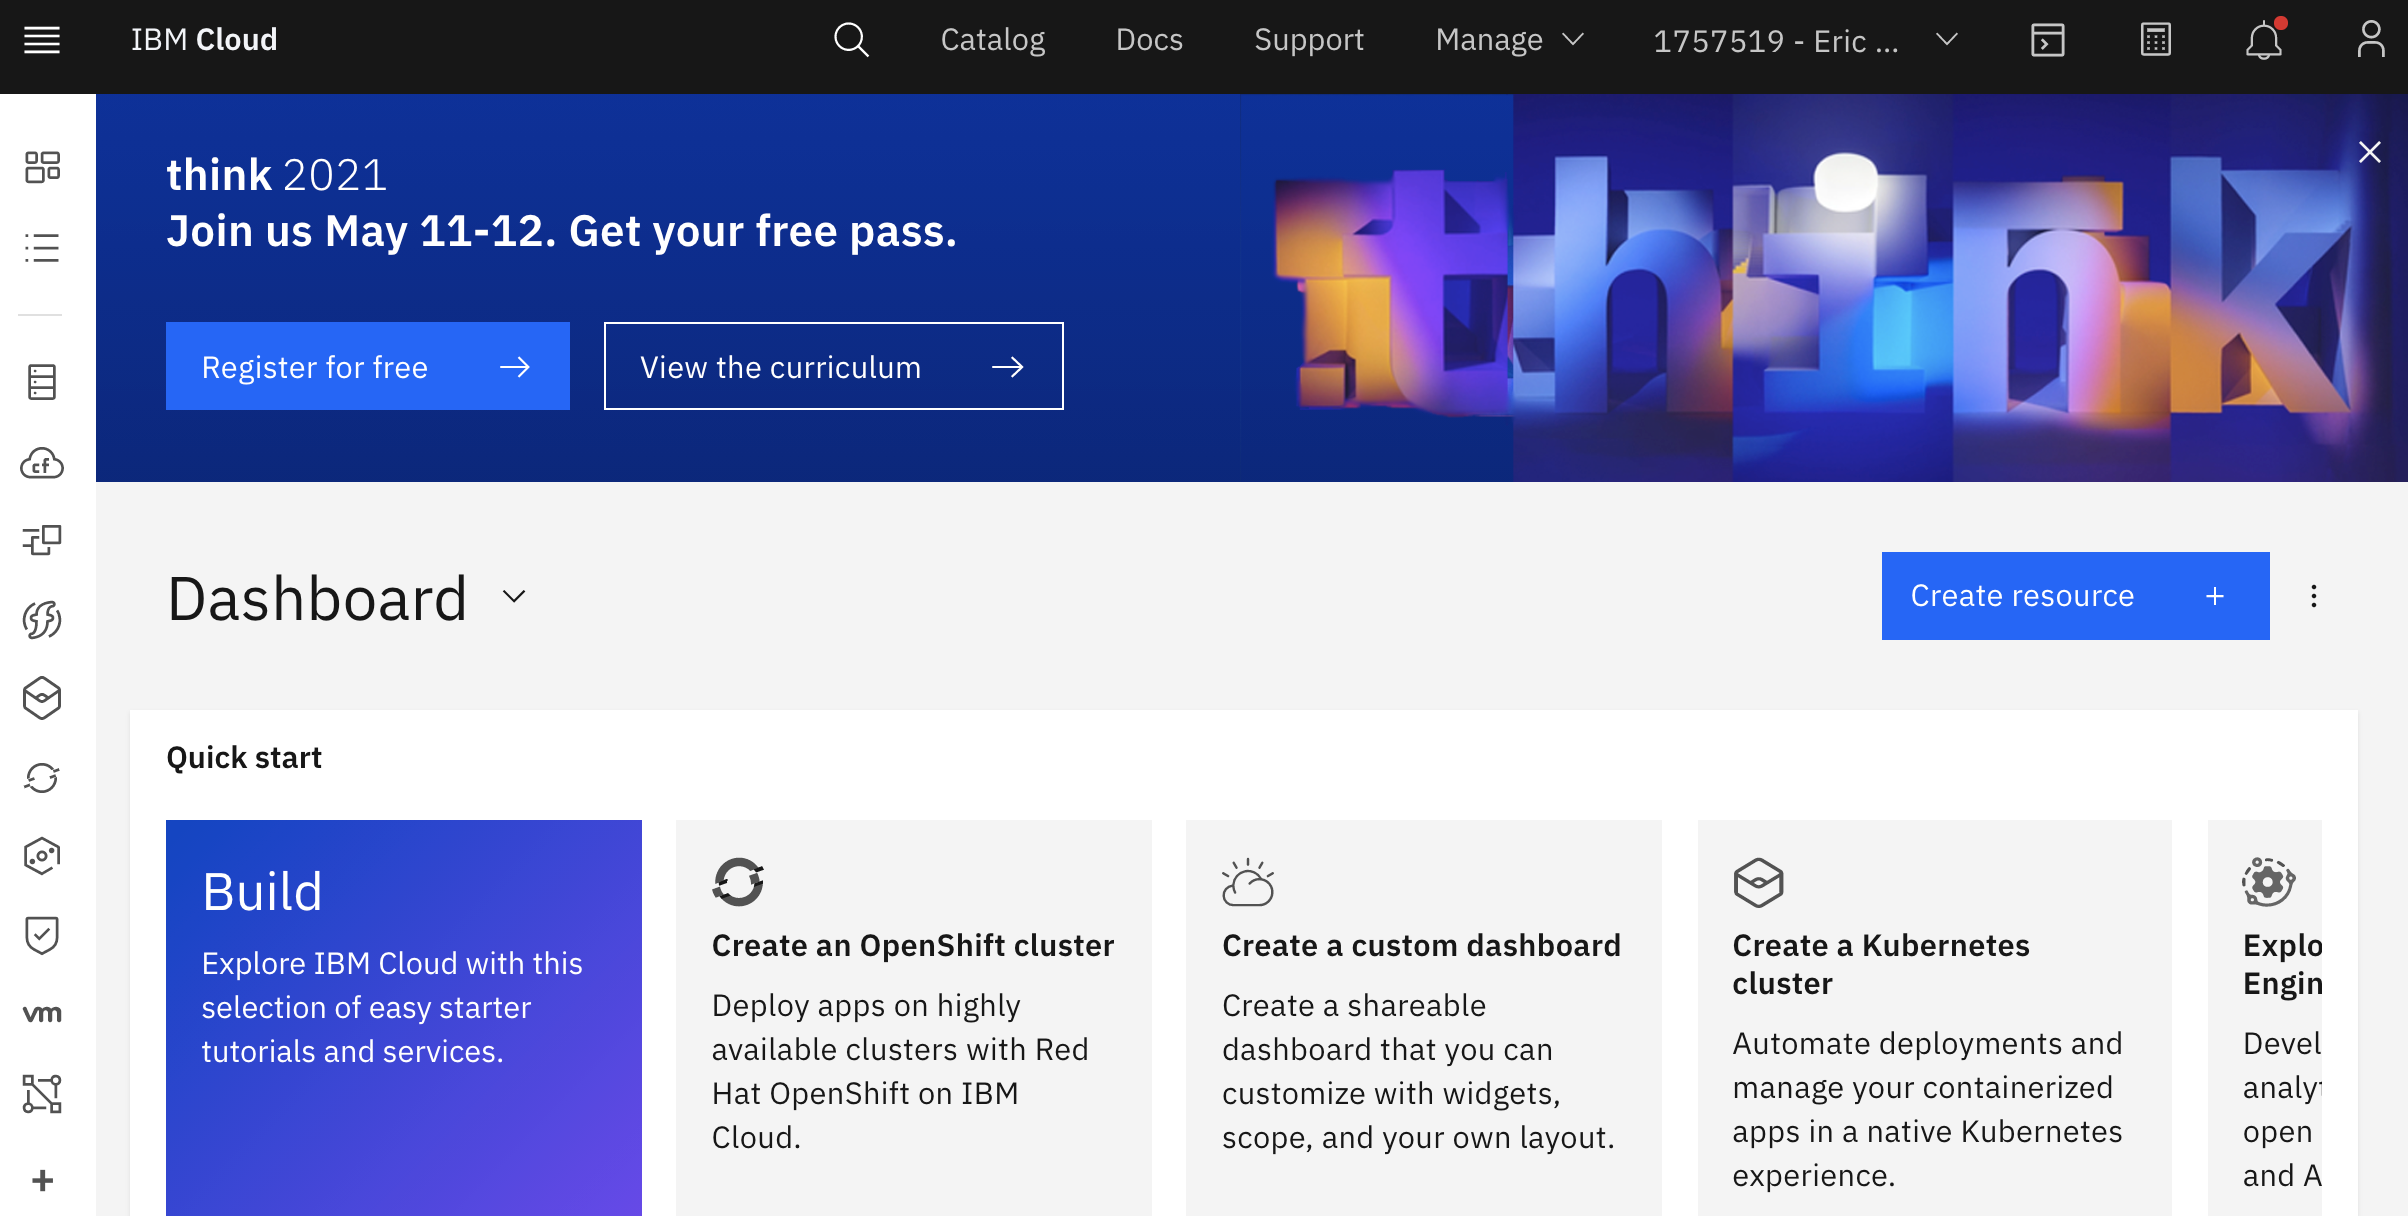 IBM Cloud
Catalog
Docs
Support
Manage
1757519 - Eric ...
think 2021
Join us May 11-12. Get your free pass.
Register for free
View the curriculum
think
cf
vm
Dashboard
Create resource
Quick start
Build
Explore IBM Cloud with this
selection of easy starter
tutorials and services.
Create an OpenShift cluster
Deploy apps on highly
available clusters with Red
Hat OpenShift on IBM
Cloud.
Create a custom dashboard
Create a shareable
dashboard that you can
customize with widgets,
scope, and your own layout.
Create a Kubernetes
cluster
Automate deployments and
manage your containerized
apps in a native Kubernetes
experience.
Explo
Engin
Devel
analyt
open
and A